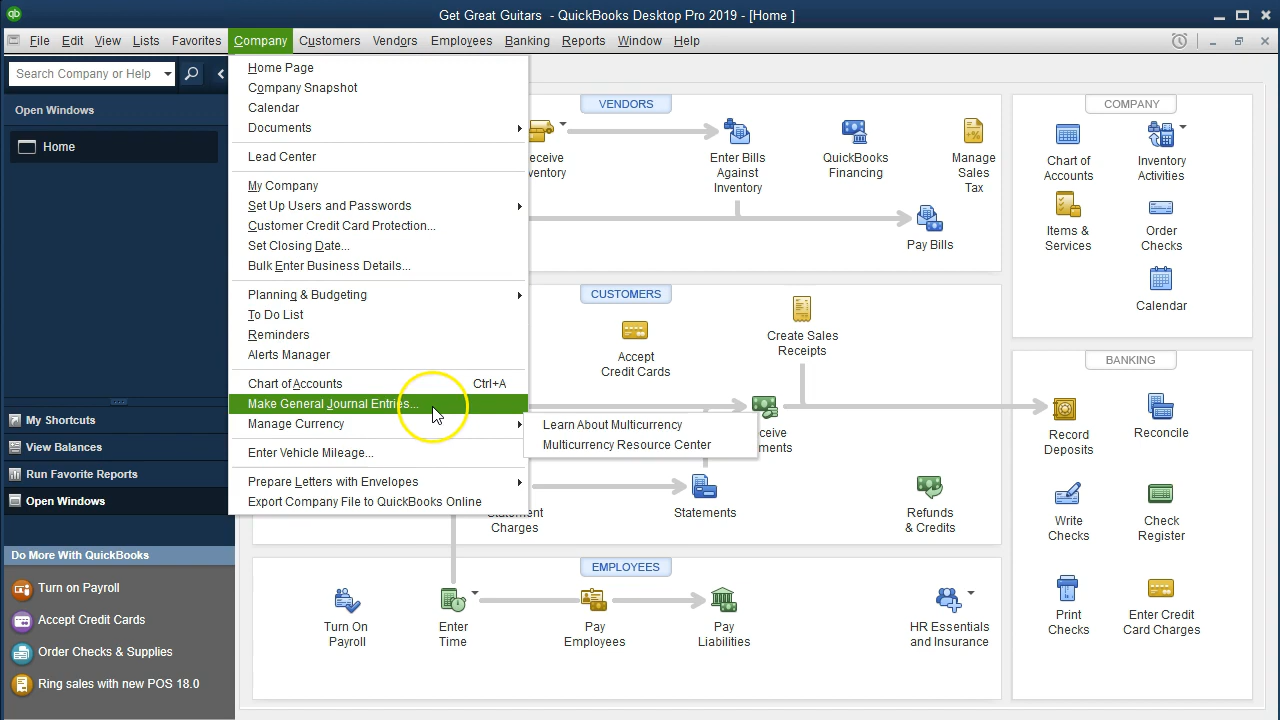 Get Great Guitars - QuickBooks Desktop Pro 2019 - [Home ]
File Edit View Lists Favorites Company Customers Vendors Employees Banking Reports Window Help
Search Company or Help
Open Windows
Home
My Shortcuts
View Balances
Run Favorite Reports
Open Windows
Do More With QuickBooks
Turn on Payroll
Accept Credit Cards
Order Checks & Supplies
Ring sales with new POS 18.0
Home Page
Company Snapshot
Calendar
Documents
Lead Center
My Company
Set Up Users and Passwords
Customer Credit Card Protection...
Set Closing Date...
Bulk Enter Business Details...
Planning & Budgeting
To Do List
Reminders
Alerts Manager
Chart of Accounts Ctrl+A
Make General Journal Entries...
Manage Currency
Enter Vehicle Mileage...
Prepare Letters with Envelopes
Export Company File to QuickBooks Online
Learn About Multicurrency
Multicurrency Resource Center
VENDORS
Enter Bills
Against
Inventory
QuickBooks
Financing
Manage
Sales
Tax
Pay Bills
CUSTOMERS
Accept
Credit Cards
Create Sales
Receipts
Charges
Statements
Refunds
& Credits
EMPLOYEES
Turn On
Payroll
Enter
Time
Pay
Employees
Pay
Liabilities
HR Essentials
and Insurance
COMPANY
Chart of
Accounts
Inventory
Activities
Items &
Services
Order
Checks
Calendar
BANKING
Record
Deposits
Reconcile
Write
Checks
Check
Register
Print
Checks
Enter Credit
Card Charges